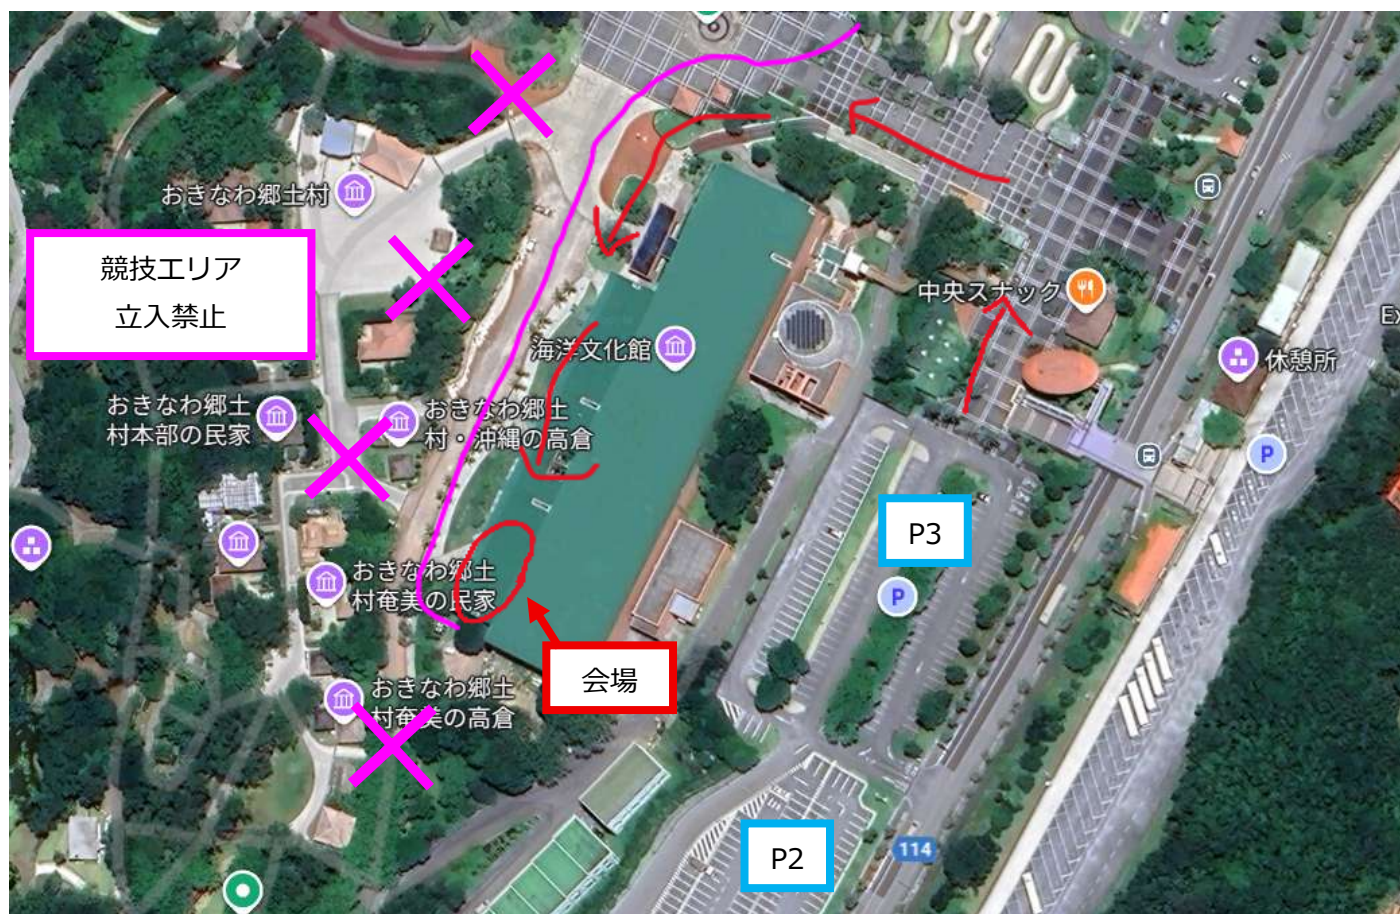 おきなわ郷土村
競技エリア
立入禁止
中央スナック
Ex
海洋文化館
休憩所
おきなわ郷土
村本部の民家
おきなわ郷土
村・沖縄の高倉
P
P3
おきなわ郷土
村奄美の民家
P
会場
おきなわ郷土
村奄美の高倉
114
P2